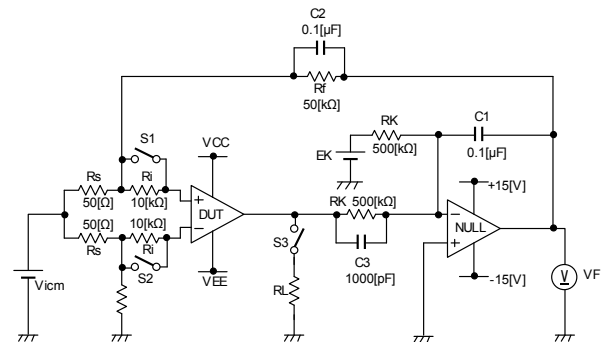 C2
0.1[μF]
Rf
50[kΩ]
RK
500[kΩ]
C1
0.1[μF]
EK
S1
VCC
Rs
50[Ω]
Ri
10[kΩ]
+
DUT
-
50[Ω]
Rs
10[kΩ]
Ri
S2
VEE
Vicm
S3
RL
RK 500[kΩ]
C3
1000[pF]
-
NULL
+
+15[V]
-15[V]
V
VF